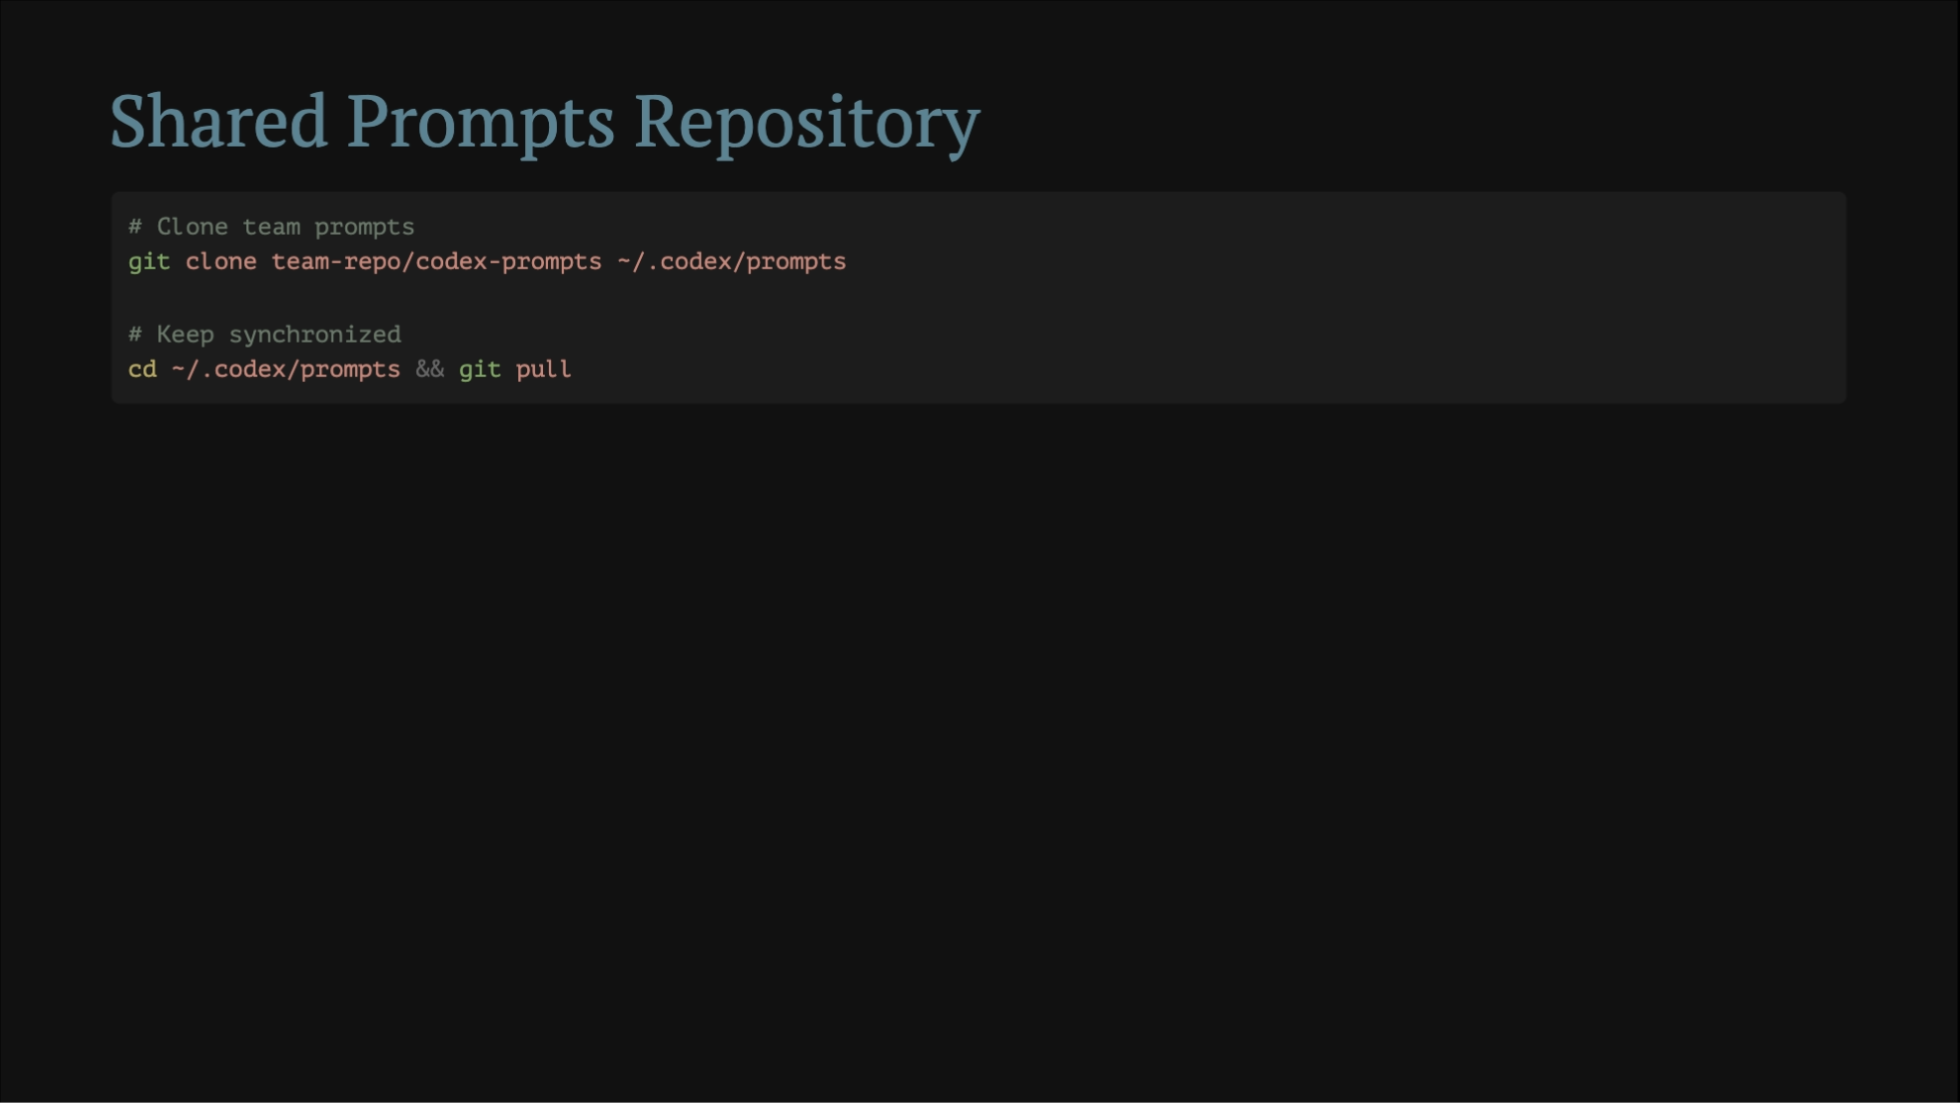 Shared Prompts Repository
# Clone team prompts
git clone team-repo/codex-prompts ~/.codex/prompts
# Keep synchronized
cd ~/.codex/prompts && git pull